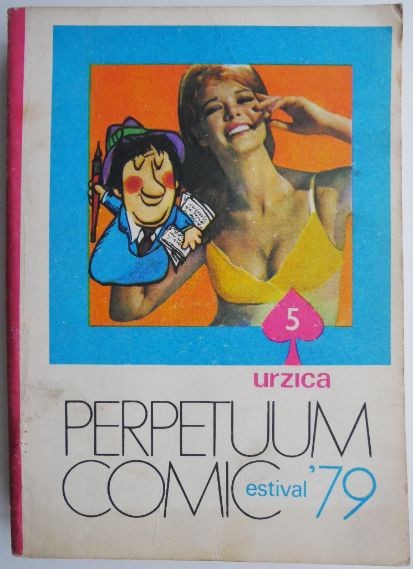 5
urzica
PERPETUUM
COMIC estival '79